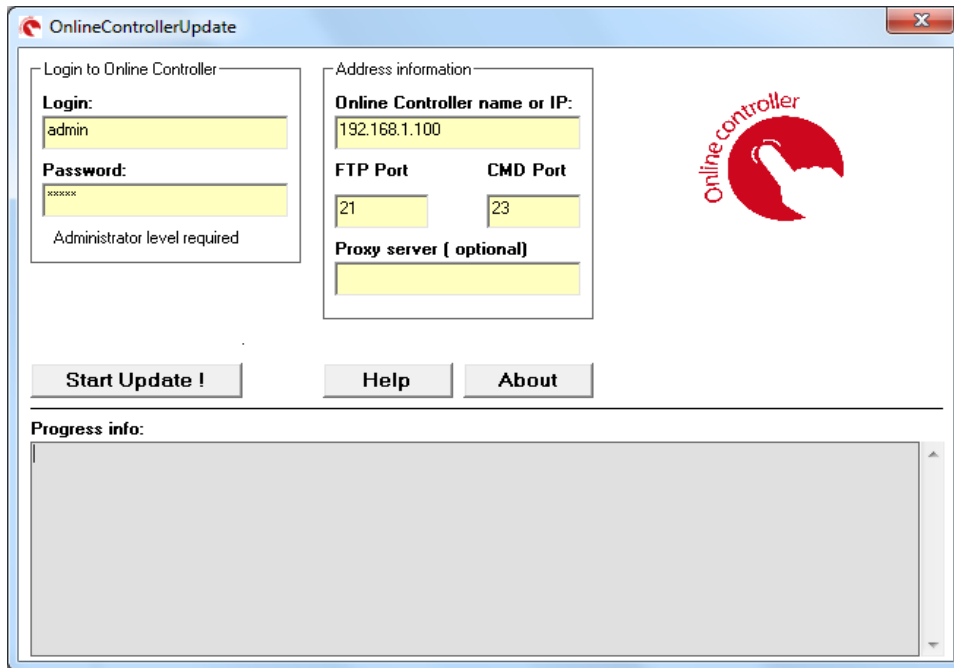 OnlineControllerUpdate
Login to Online Controller
Login:
admin
Password:
*****
Administrator level required
Address information
Online Controller name or IP:
192.168.1.100
FTP Port CMD Port
21 23
Proxy server ( optional)
Online controller
Start Update ! Help About
Progress info: